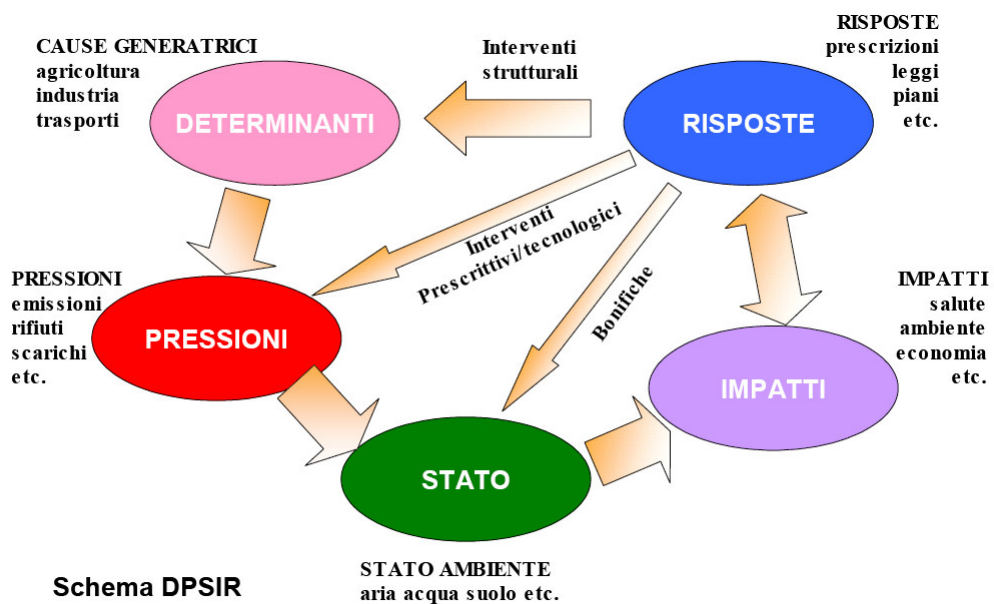 CAUSE GENERATRICI
agricoltura
industria
trasporti
DETERMINANTI
Interventi
strutturali
RISPOSTE
prescrizioni
leggi
piani
etc.
RISPOSTE
Interventi
Prescrittivi/tecnologici
Bonifiche
PRESSIONI
emissioni
rifiuti
scarichi
etc.
PRESSIONI
IMPATTI
salute
ambiente
economia
etc.
IMPATTI
STATO
STATO AMBIENTE
aria acqua suolo etc.
Schema DPSIR